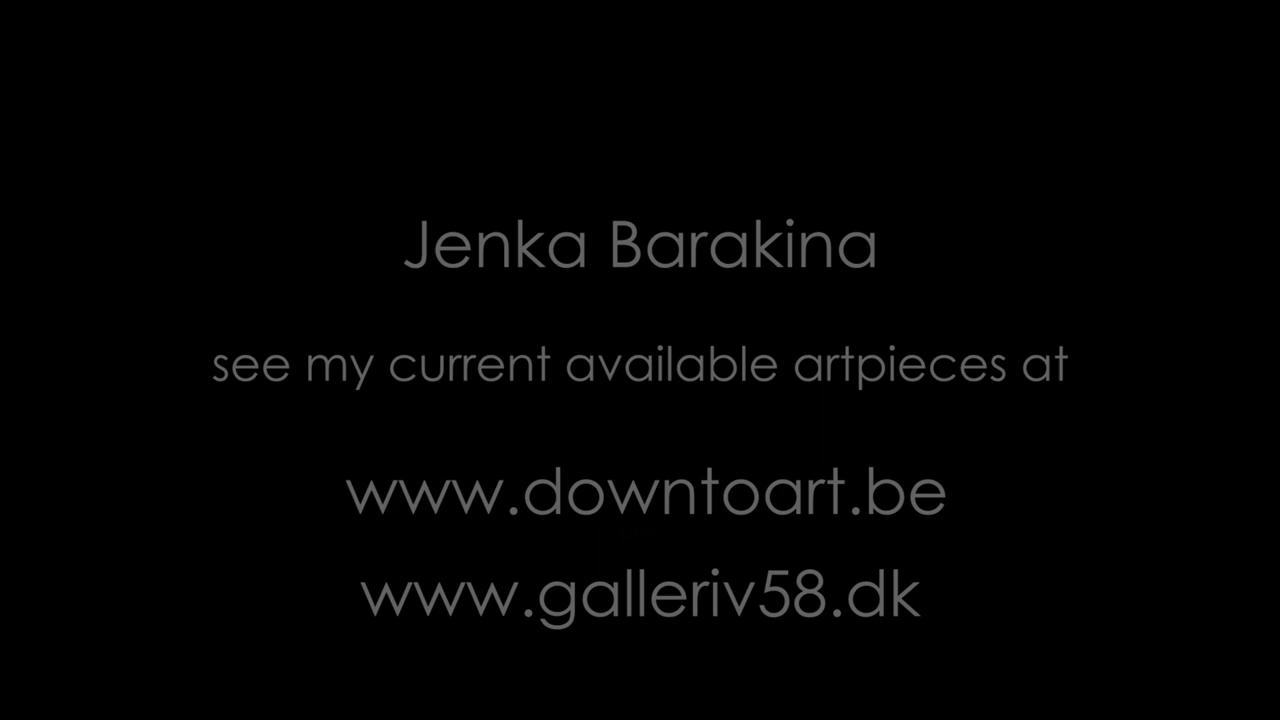 Jenka Barakina
see my current available artpieces at
www.downtoart.be
www.galleriv58.dk